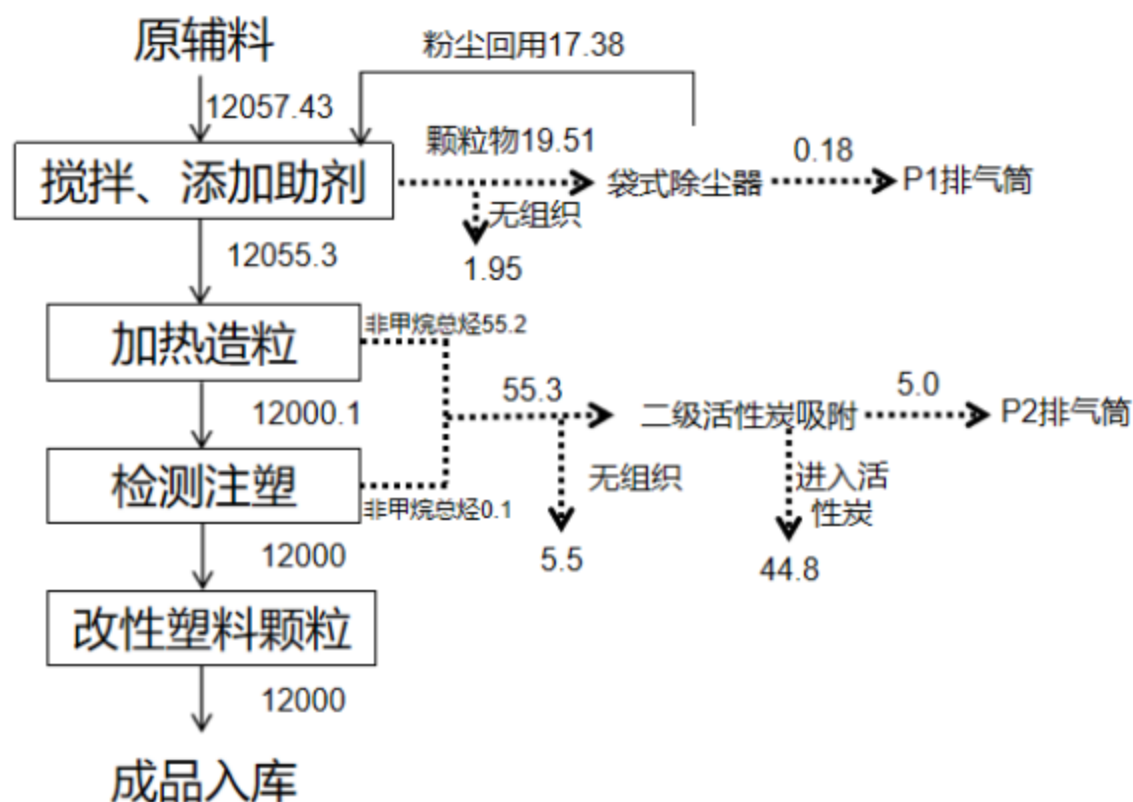 原辅料
粉尘回用17.38
12057.43
颗粒物19.51
0.18
搅拌、添加助剂
袋式除尘器
P1排气筒
无组织
12055.3
1.95
加热造粒
非甲烷总烃55.2
55.3
5.0
12000.1
二级活性炭吸附
P2排气筒
检测注塑
无组织
进入活
性炭
非甲烷总烃0.1
12000
5.5
44.8
改性塑料颗粒
12000
成品入库